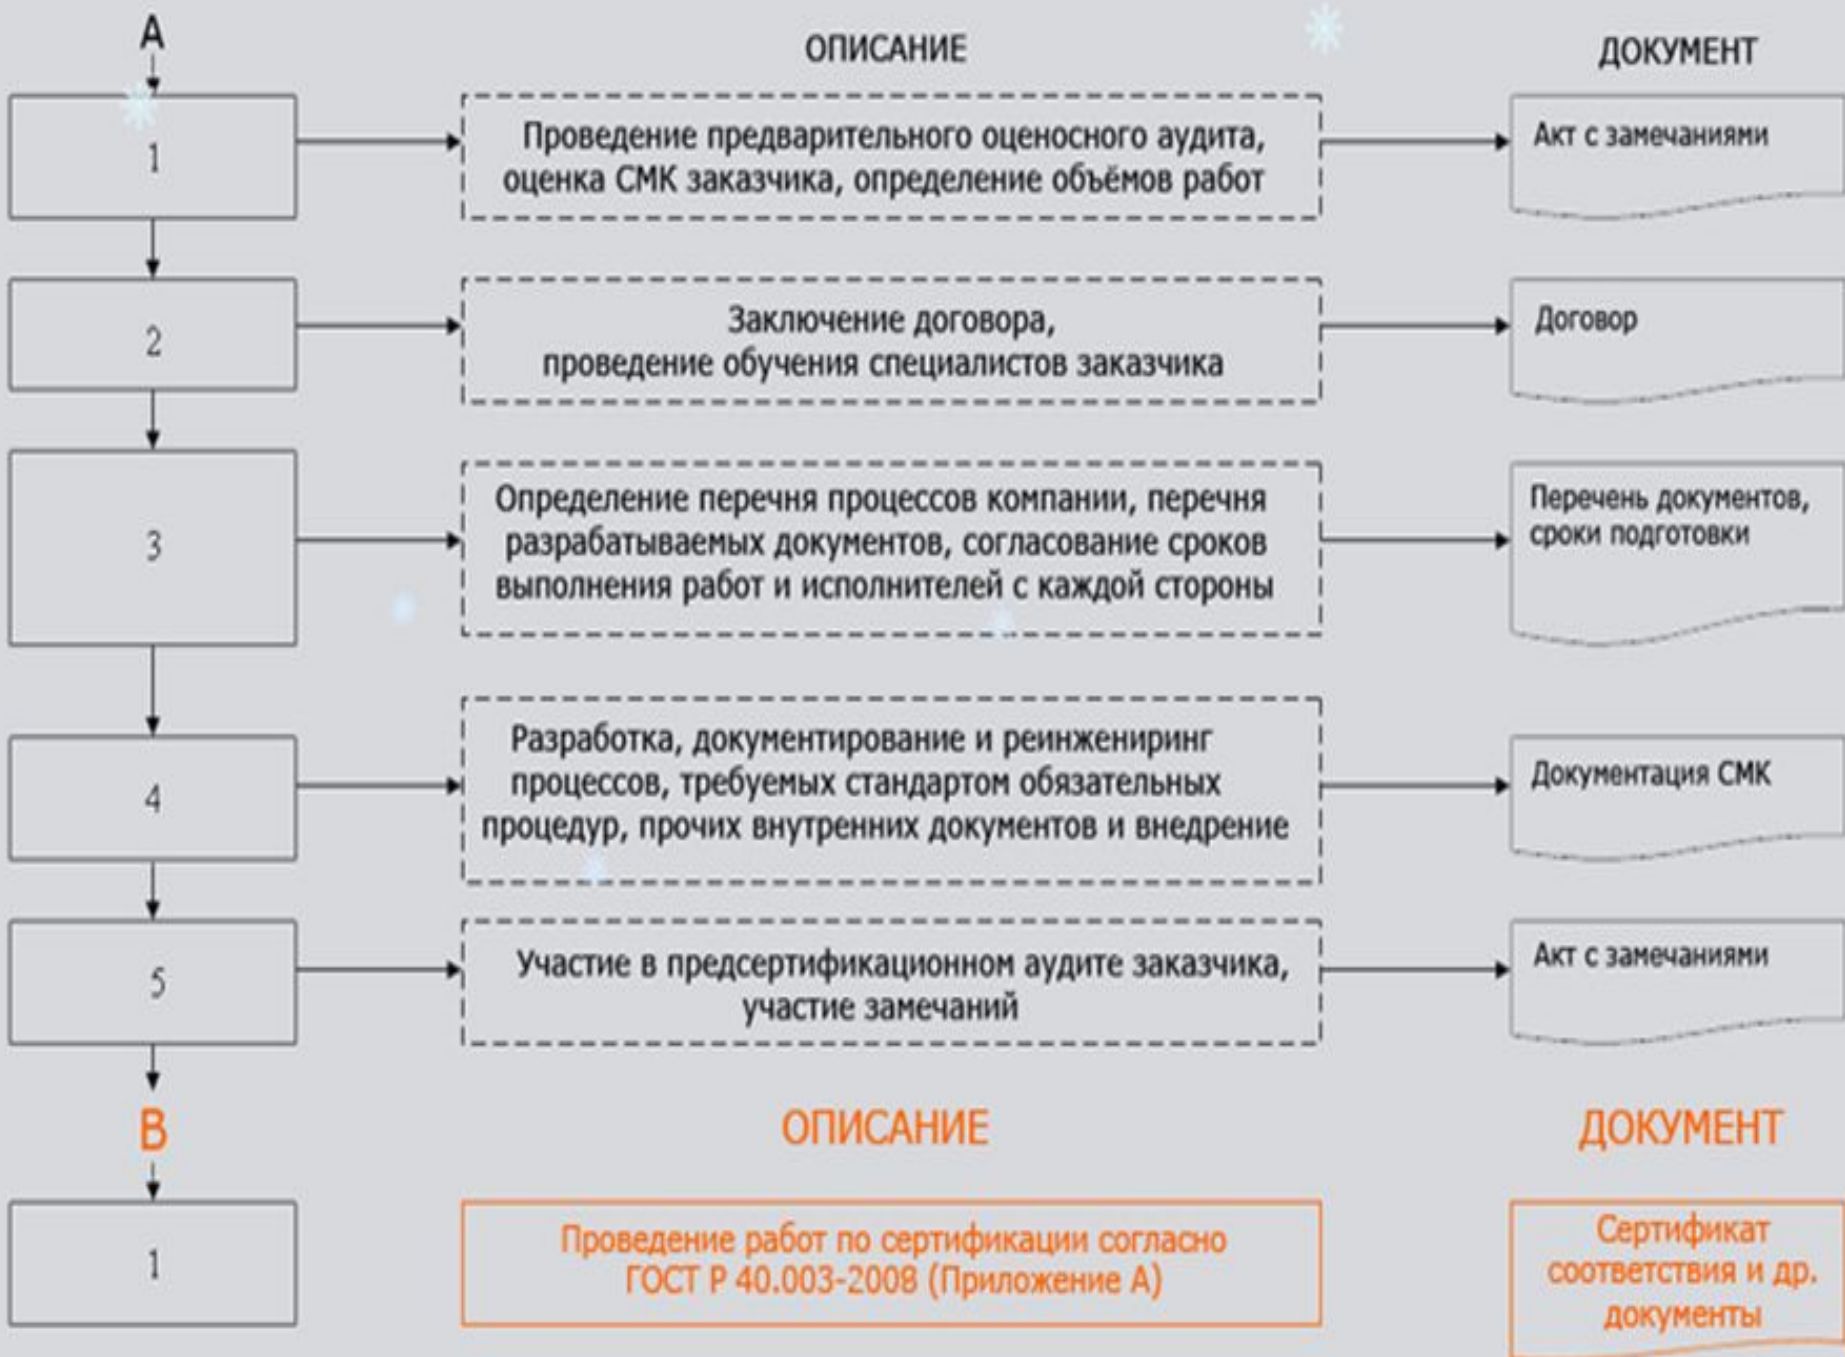 A
ОПИСАНИЕ
ДОКУМЕНТ
1
Проведение предварительного оценосного аудита,
оценка СМК заказчика, определение объёмов работ
Акт с замечаниями
2
Заключение договора,
проведение обучения специалистов заказчика
Договор
3
Определение перечня процессов компании, перечня
разрабатываемых документов, согласование сроков
выполнения работ и исполнителей с каждой стороны
Перечень документов,
сроки подготовки
4
Разработка, документирование и реинжениринг
процессов, требуемых стандартом обязательных
процедур, прочих внутренних документов и внедрение
Документация СМК
5
Участие в предсертификационном аудите заказчика,
участие замечаний
Акт с замечаниями
B
ОПИСАНИЕ
ДОКУМЕНТ
1
Проведение работ по сертификации согласно
ГОСТ Р 40.003-2008 (Приложение А)
Сертификат
соответствия и др.
документы